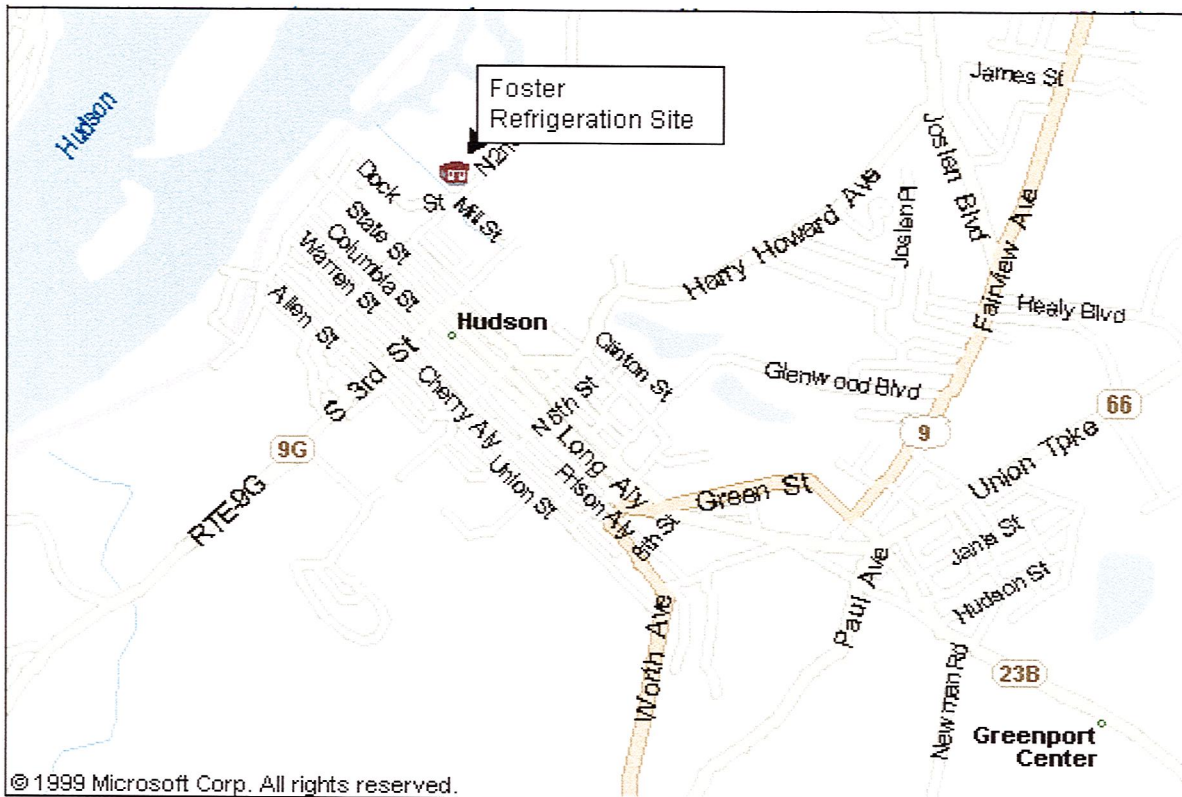 Foster
Refrigeration Site
Hudson
James St
Joslen Blvd
Fairview Ave
Dock St
Mill St
State St
Columbia St
Warren St
Allen St
Harry Howard Ave
Joslen Pl
Healy Blvd
Hudson
Clinton St
Glenwood Blvd
S 3rd St
Cherry Aly
N 5th St
66
9
Union Tpke
9G
Long Aly
Prison Aly
Union St
Green St
RTE-9G
8th St
Janis St
Hudson St
Paul Ave
Worth Ave
Newman Rd
23B
Greenport
Center
© 1999 Microsoft Corp. All rights reserved.